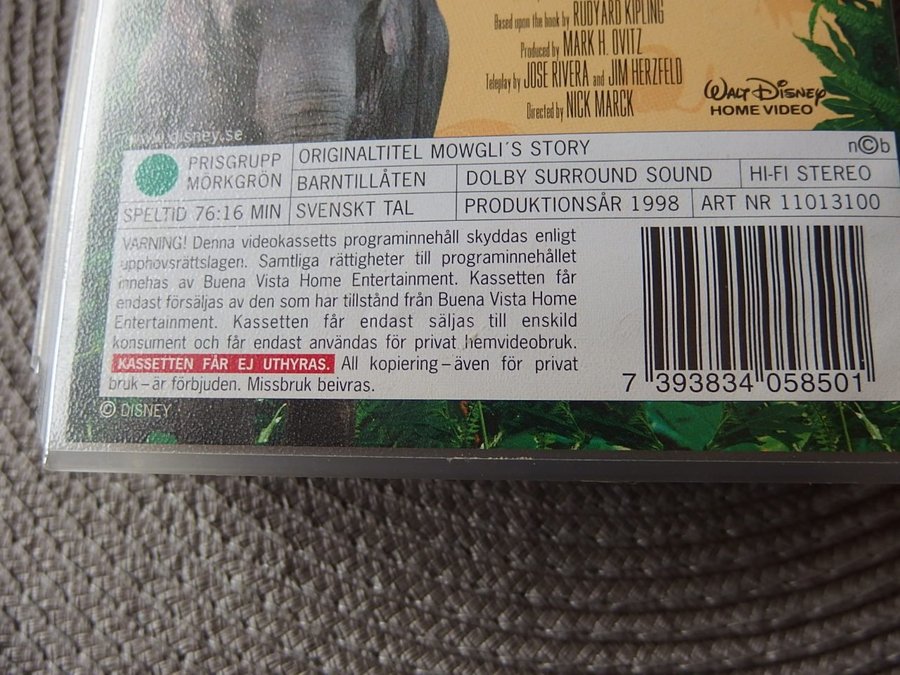 Based upon the book by RUDYARD KIPLING
Produced by MARK H. OVITZ
Teleplay by JOSE RIVERA and JIM HERZFELD
Directed by NICK MARCK
WALT DISNEY
HOME VIDEO
www.disney.se
PRISGRUPP
MÖRKGRÖN
ORIGINALTITEL MOWGLI´S STORY
n©b
BARNTILLÅTEN
DOLBY SURROUND SOUND
HI-FI STEREO
SPELTID 76:16 MIN
SVENSKT TAL
PRODUKTIONSÅR 1998
ART NR 11013100
VARNING! Denna videokassetts programinnehåll skyddas enligt
upphovsrättslagen. Samtliga rättigheter till programinnehållet
innehas av Buena Vista Home Entertainment. Kassetten får
endast försäljas av den som har tillstånd från Buena Vista Home
Entertainment. Kassetten får endast säljas till enskild
konsument och får endast användas för privat hemvideobruk.
KASSETTEN FÅR EJ UTHYRAS. All kopiering – även för privat
bruk – är förbjuden. Missbruk beivras.
7 393834 058501
© DISNEY